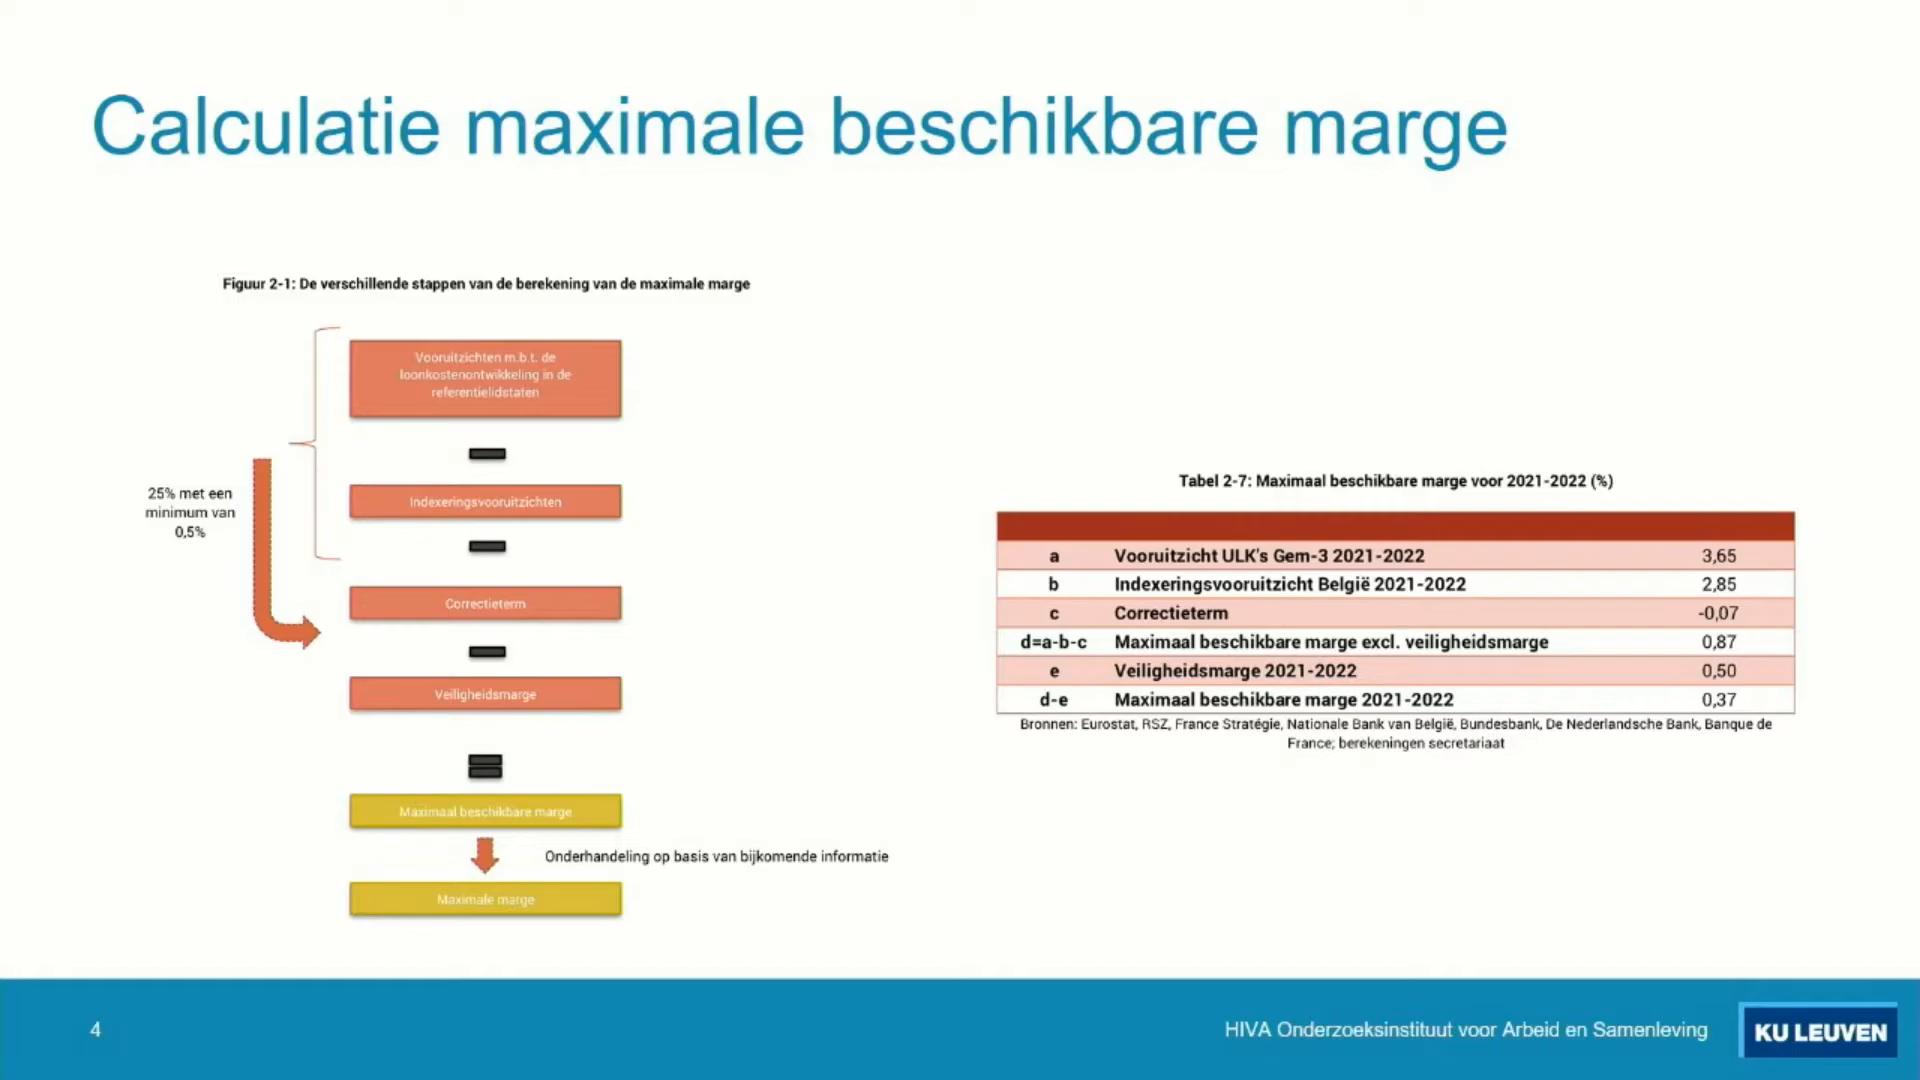 Calculatie maximale beschikbare marge
Figuur 2-1: De verschillende stappen van de berekening van de maximale marge
Vooruitzichten m.b.t. de
loonkostenontwikkeling in de
referentielidstaten
Indexeringsvooruitzichten
25% met een
minimum van
0,5%
Correctieterm
Veiligheidsmarge
Maximaal beschikbare marge
Onderhandeling op basis van bijkomende informatie
Maximale marge
Tabel 2-7: Maximaal beschikbare marge voor 2021-2022 (%)
a Vooruitzicht ULK's Gem-3 2021-2022 3,65
b Indexeringsvooruitzicht België 2021-2022 2,85
c Correctieterm -0,07
d=a-b-c Maximaal beschikbare marge excl. veiligheidsmarge 0,87
e Veiligheidsmarge 2021-2022 0,50
d-e Maximaal beschikbare marge 2021-2022 0,37
Bronnen: Eurostat, RSZ, France Stratégie, Nationale Bank van België, Bundesbank, De Nederlandsche Bank, Banque de
France; berekeningen secretariaat
4
HIVA Onderzoeksinstituut voor Arbeid en Samenleving
KU LEUVEN